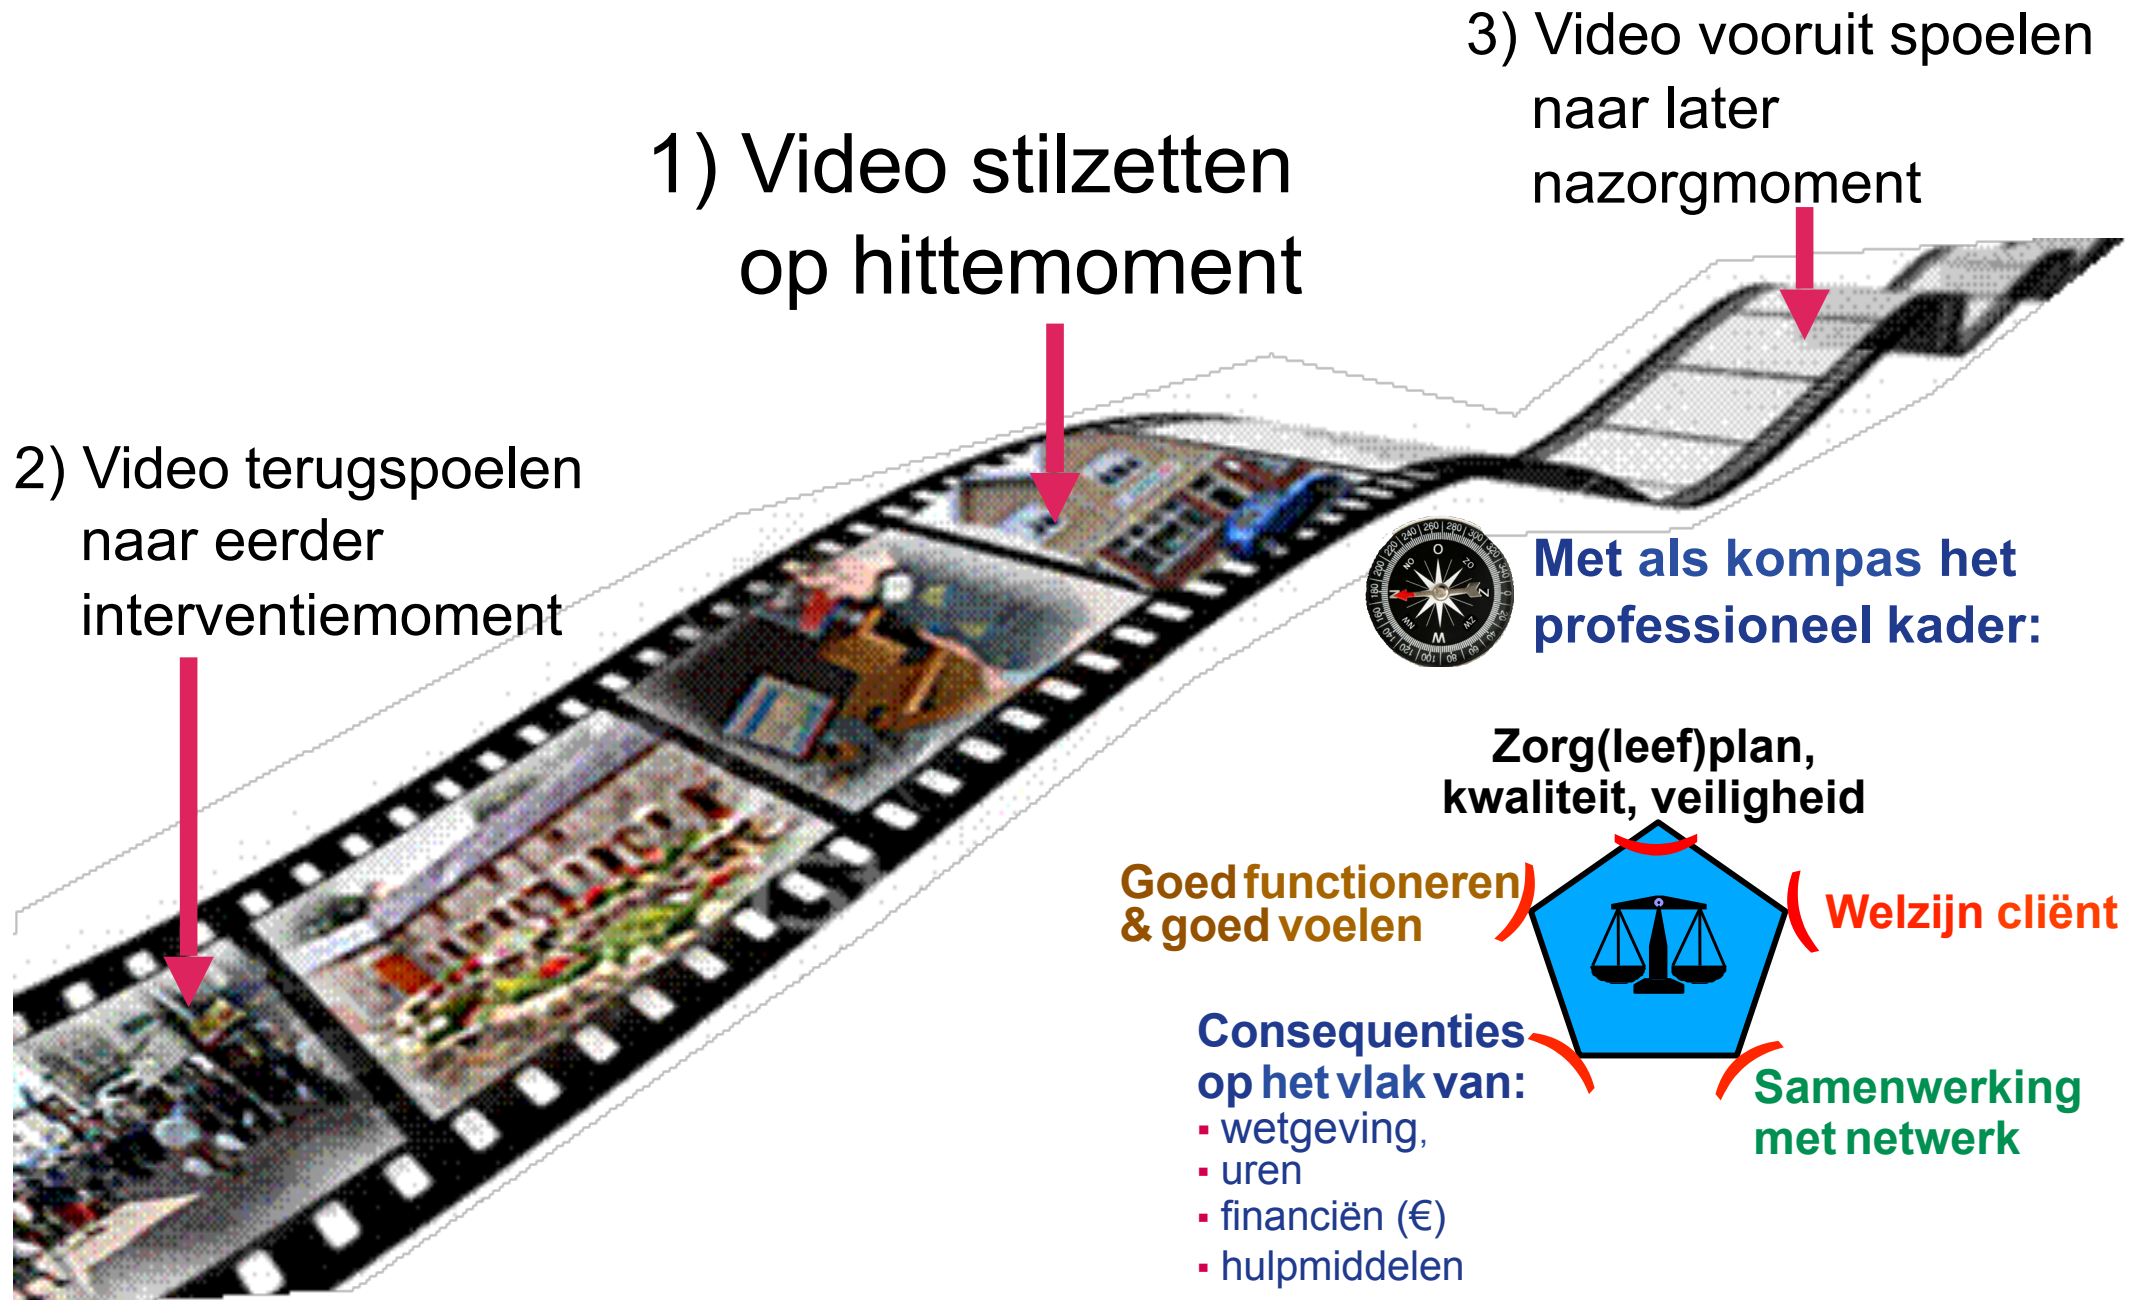 3) Video vooruit spoelen
naar later
nazorgmoment
1) Video stilzetten
op hittemoment
2) Video terugspoelen
naar eerder
interventiemoment
Met als kompas het
professioneel kader:
Zorg(leef)plan,
kwaliteit, veiligheid
Goed functioneren
& goed voelen
Welzijn cliënt
Consequenties
op het vlak van:
▪ wetgeving,
▪ uren
▪ financiën (€)
▪ hulpmiddelen
Samenwerking
met netwerk